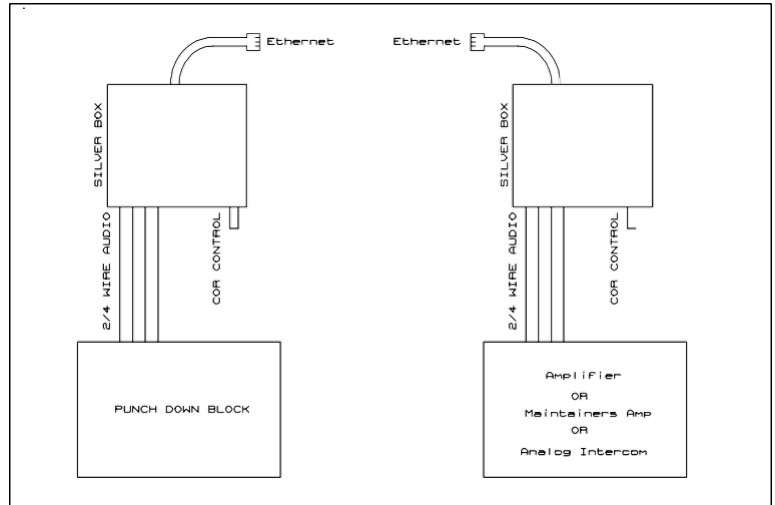 Ethernet
Ethernet
SILVER BOX
SILVER BOX
2/4 WIRE AUDIO
COR CONTROL
2/4 WIRE AUDIO
COR CONTROL
PUNCH DOWN BLOCK
Amplifier
OR
Maintainers Amp
OR
Analog Intercom